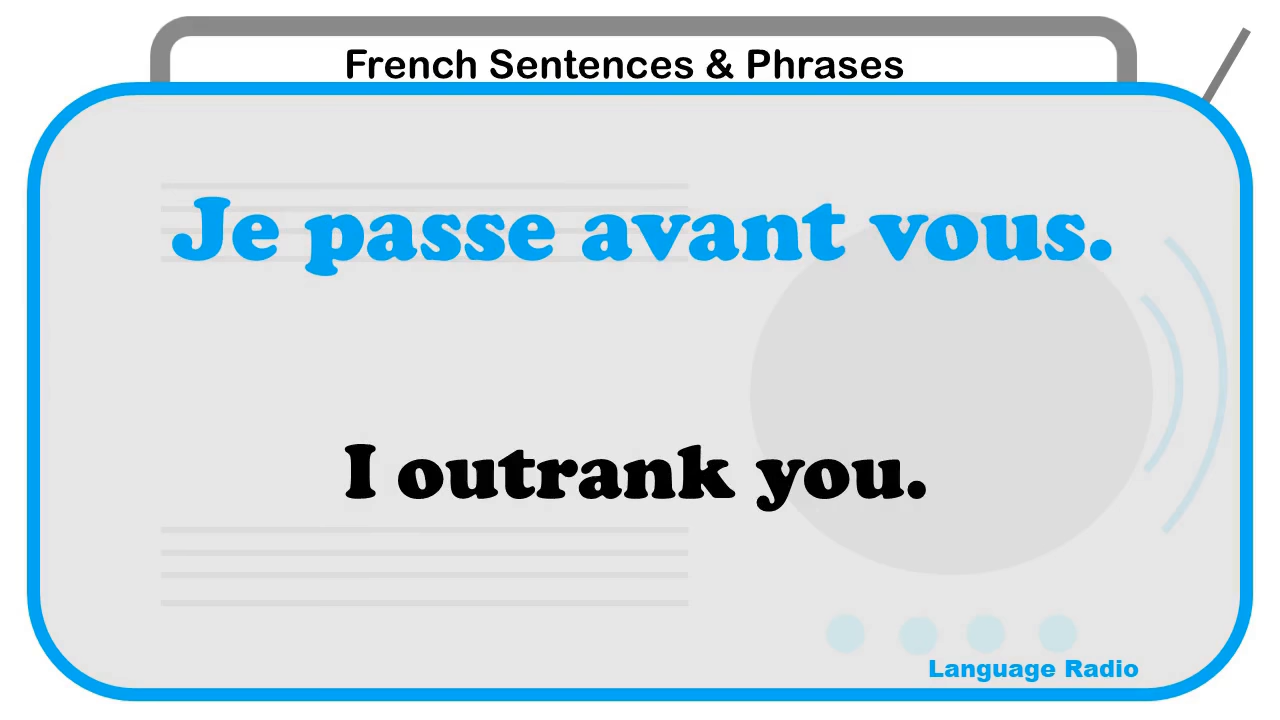 French Sentences & Phrases
Je passe avant vous.
I outrank you.
Language Radio